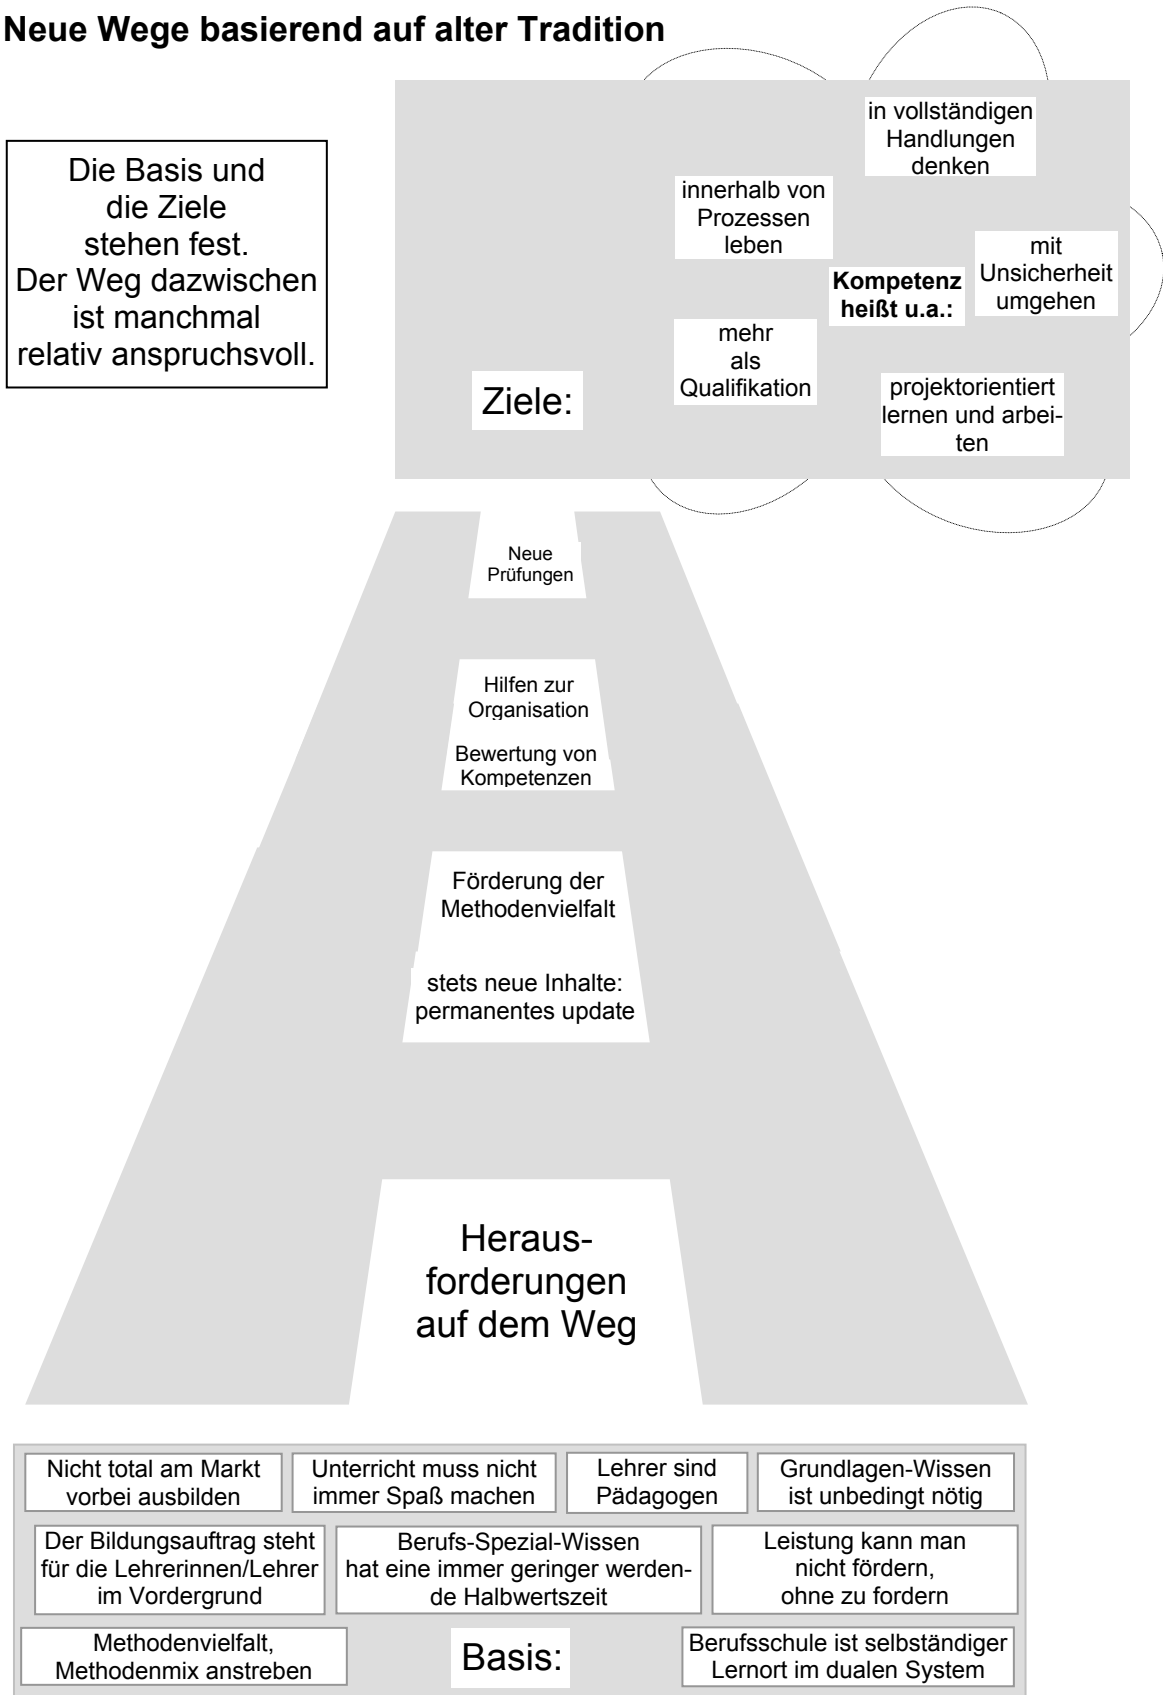 Neue Wege basierend auf alter Tradition
Die Basis und
die Ziele
stehen fest.
Der Weg dazwischen
ist manchmal
relativ anspruchsvoll.
in vollständigen
Handlungen
denken
innerhalb von
Prozessen
leben
mit
Unsicherheit
umgehen
Kompetenz
heißt u.a.:
mehr
als
Qualifikation
Ziele:
projektorientiert
lernen und arbei-
ten
Neue
Prüfungen
Hilfen zur
Organisation
Bewertung von
Kompetenzen
Förderung der
Methodenvielfalt
stets neue Inhalte:
permanentes update
Heraus-
forderungen
auf dem Weg
Nicht total am Markt
vorbei ausbilden
Unterricht muss nicht
immer Spaß machen
Lehrer sind
Pädagogen
Grundlagen-Wissen
ist unbedingt nötig
Der Bildungsauftrag steht
für die Lehrerinnen/Lehrer
im Vordergrund
Berufs-Spezial-Wissen
hat eine immer geringer werden-
de Halbwertszeit
Leistung kann man
nicht fördern,
ohne zu fordern
Methodenvielfalt,
Methodenmix anstreben
Basis:
Berufsschule ist selbständiger
Lernort im dualen System